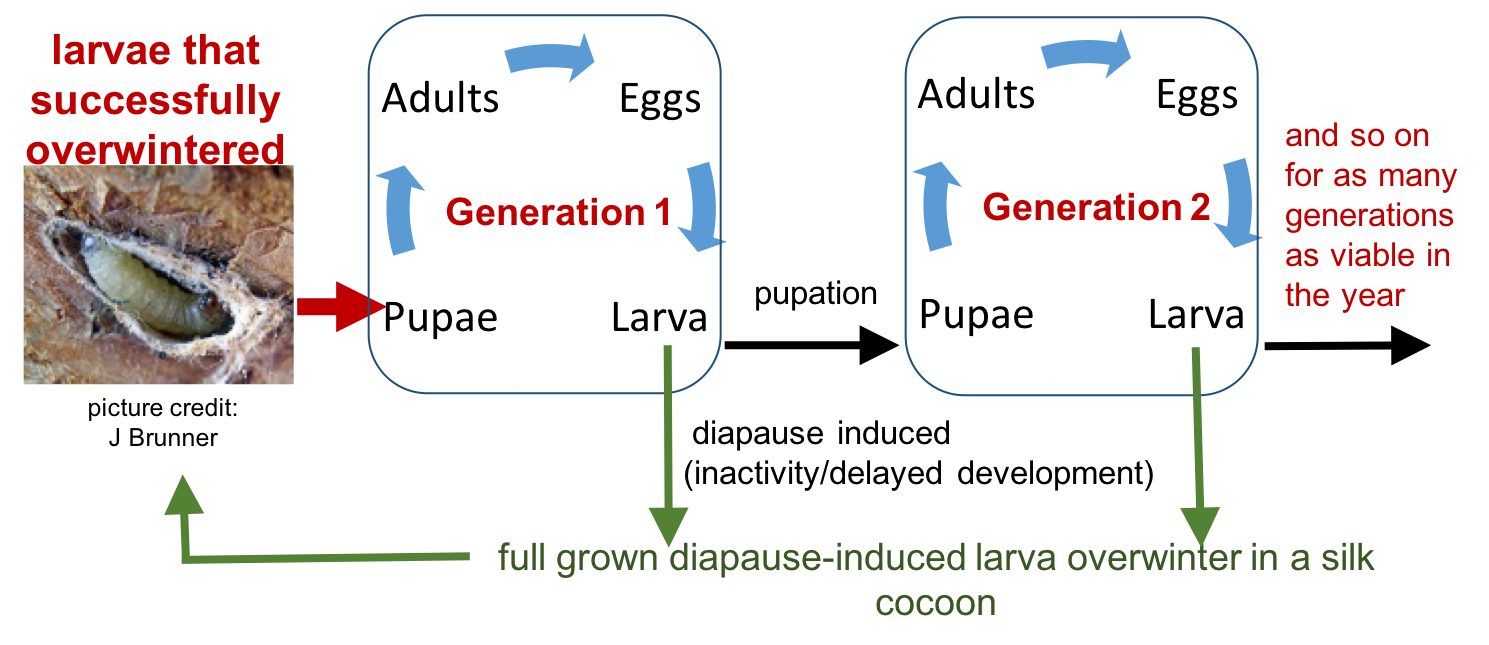 larvae that
successfully
overwintered
picture credit:
J Brunner
Adults
Eggs
Generation 1
Pupae
Larva
pupation
Adults
Eggs
Generation 2
Pupae
Larva
and so on
for as many
generations
as viable in
the year
diapause induced
(inactivity/delayed development)
full grown diapause-induced larva overwinter in a silk
cocoon